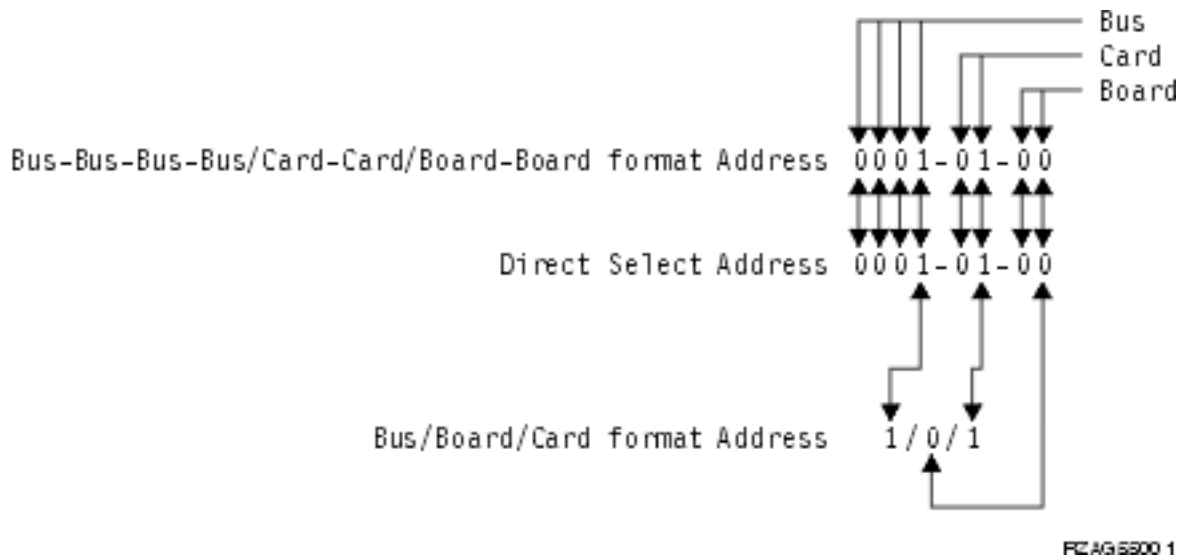 Bus
Card
Board
Bus-Bus-Bus-Bus/Card-Card/Board-Board format Address 0001-01-00
Direct Select Address 0001-01-00
Bus/Board/Card format Address 1/0/1